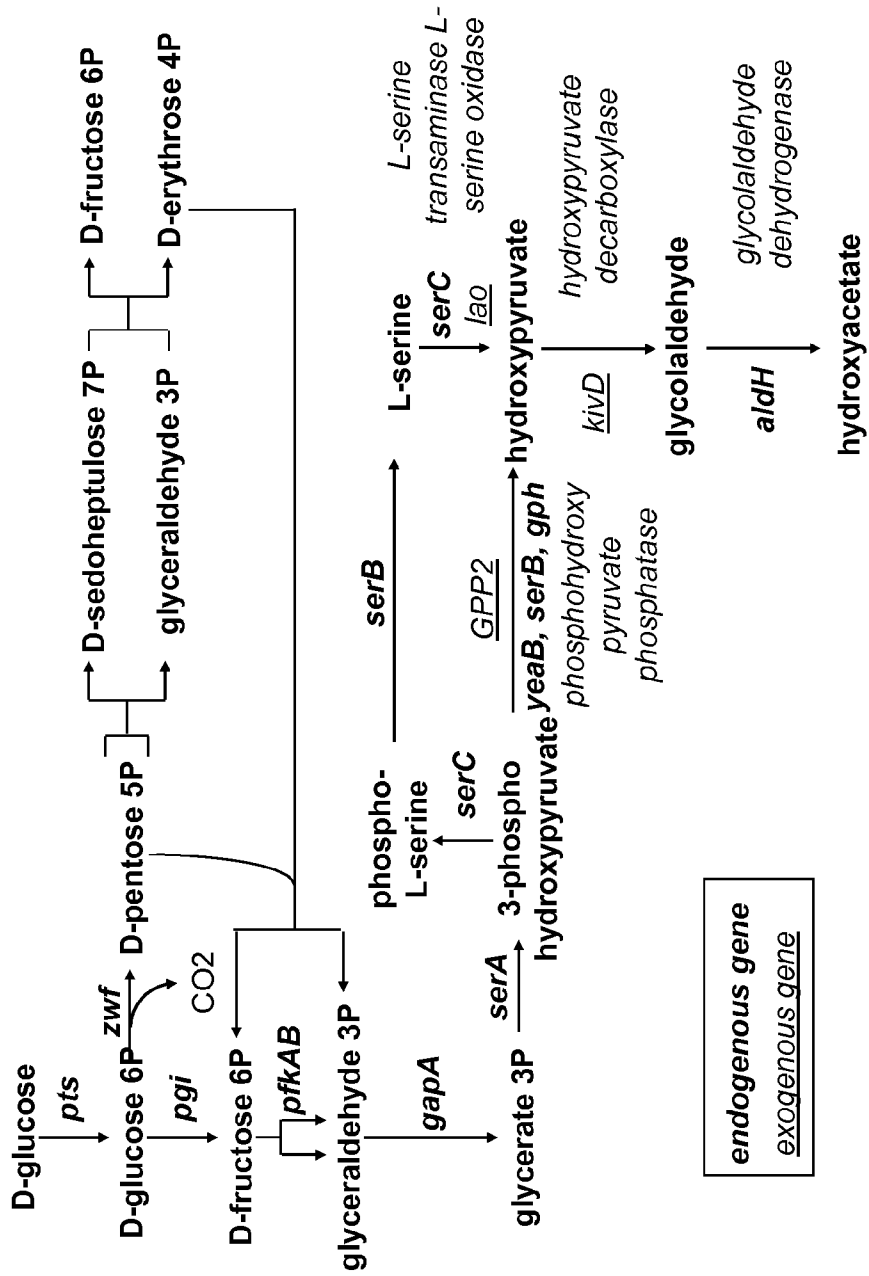 D-glucose
pts
D-glucose 6P
zwf
D-pentose 5P
CO2
pgi
D-fructose 6P
pfkAB
glyceraldehyde 3P
gapA
glycerate 3P
D-sedoheptulose 7P
glyceraldehyde 3P
D-fructose 6P
D-erythrose 4P
serA
3-phospho
hydroxypyruvate
serC
phospho-
L-serine
serB
L-serine
serC
lao
L-serine
transaminase L-
serine oxidase
GPP2
yeaB, serB, gph
phosphohydroxy
pyruvate
phosphatase
hydroxypyruvate
kivD
hydroxypyruvate
decarboxylase
glycolaldehyde
aldH
glycolaldehyde
dehydrogenase
hydroxyacetate
endogenous gene
exogenous gene